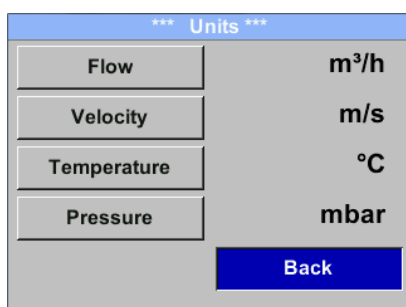 *** Units ***
Flow m³/h
Velocity m/s
Temperature °C
Pressure mbar
Back